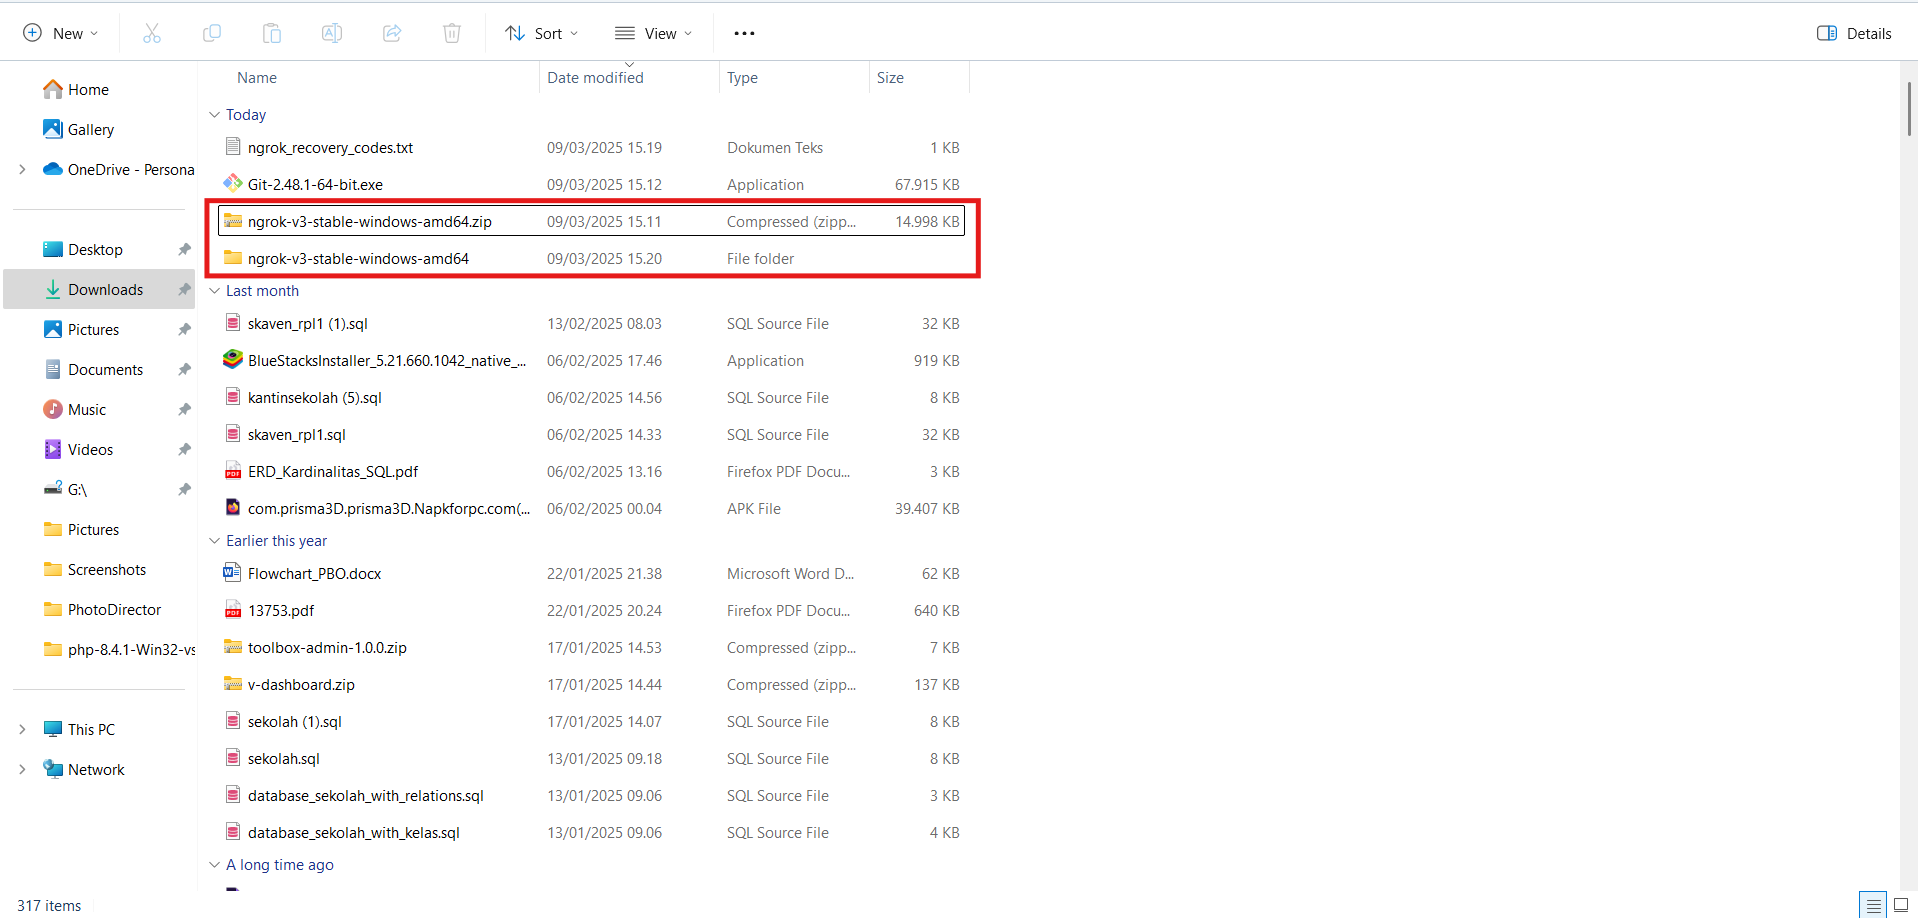 New Sort View ••• Details
Name Date modified Type Size
Home
Gallery
OneDrive - Persona
Desktop
Downloads
Pictures
Documents
Music
Videos
G:\
Pictures
Screenshots
PhotoDirector
php-8.4.1-Win32-vs
This PC
Network
Today
ngrok_recovery_codes.txt 09/03/2025 15.19 Dokumen Teks 1 KB
Git-2.48.1-64-bit.exe 09/03/2025 15.12 Application 67.915 KB
ngrok-v3-stable-windows-amd64.zip 09/03/2025 15.11 Compressed (zipp... 14.998 KB
ngrok-v3-stable-windows-amd64 09/03/2025 15.20 File folder
Last month
skaven_rpl1 (1).sql 13/02/2025 08.03 SQL Source File 32 KB
BlueStacksInstaller_5.21.660.1042_native_... 06/02/2025 17.46 Application 919 KB
kantinsekolah (5).sql 06/02/2025 14.56 SQL Source File 8 KB
skaven_rpl1.sql 06/02/2025 14.33 SQL Source File 32 KB
ERD_Kardinalitas_SQL.pdf 06/02/2025 13.16 Firefox PDF Docu... 3 KB
com.prisma3D.prisma3D.Napkforpc.com(... 06/02/2025 00.04 APK File 39.407 KB
Earlier this year
Flowchart_PBO.docx 22/01/2025 21.38 Microsoft Word D... 62 KB
13753.pdf 22/01/2025 20.24 Firefox PDF Docu... 640 KB
toolbox-admin-1.0.0.zip 17/01/2025 14.53 Compressed (zipp... 7 KB
v-dashboard.zip 17/01/2025 14.44 Compressed (zipp... 137 KB
sekolah (1).sql 17/01/2025 14.07 SQL Source File 8 KB
sekolah.sql 13/01/2025 09.18 SQL Source File 8 KB
database_sekolah_with_relations.sql 13/01/2025 09.06 SQL Source File 3 KB
database_sekolah_with_kelas.sql 13/01/2025 09.06 SQL Source File 4 KB
A long time ago
317 items